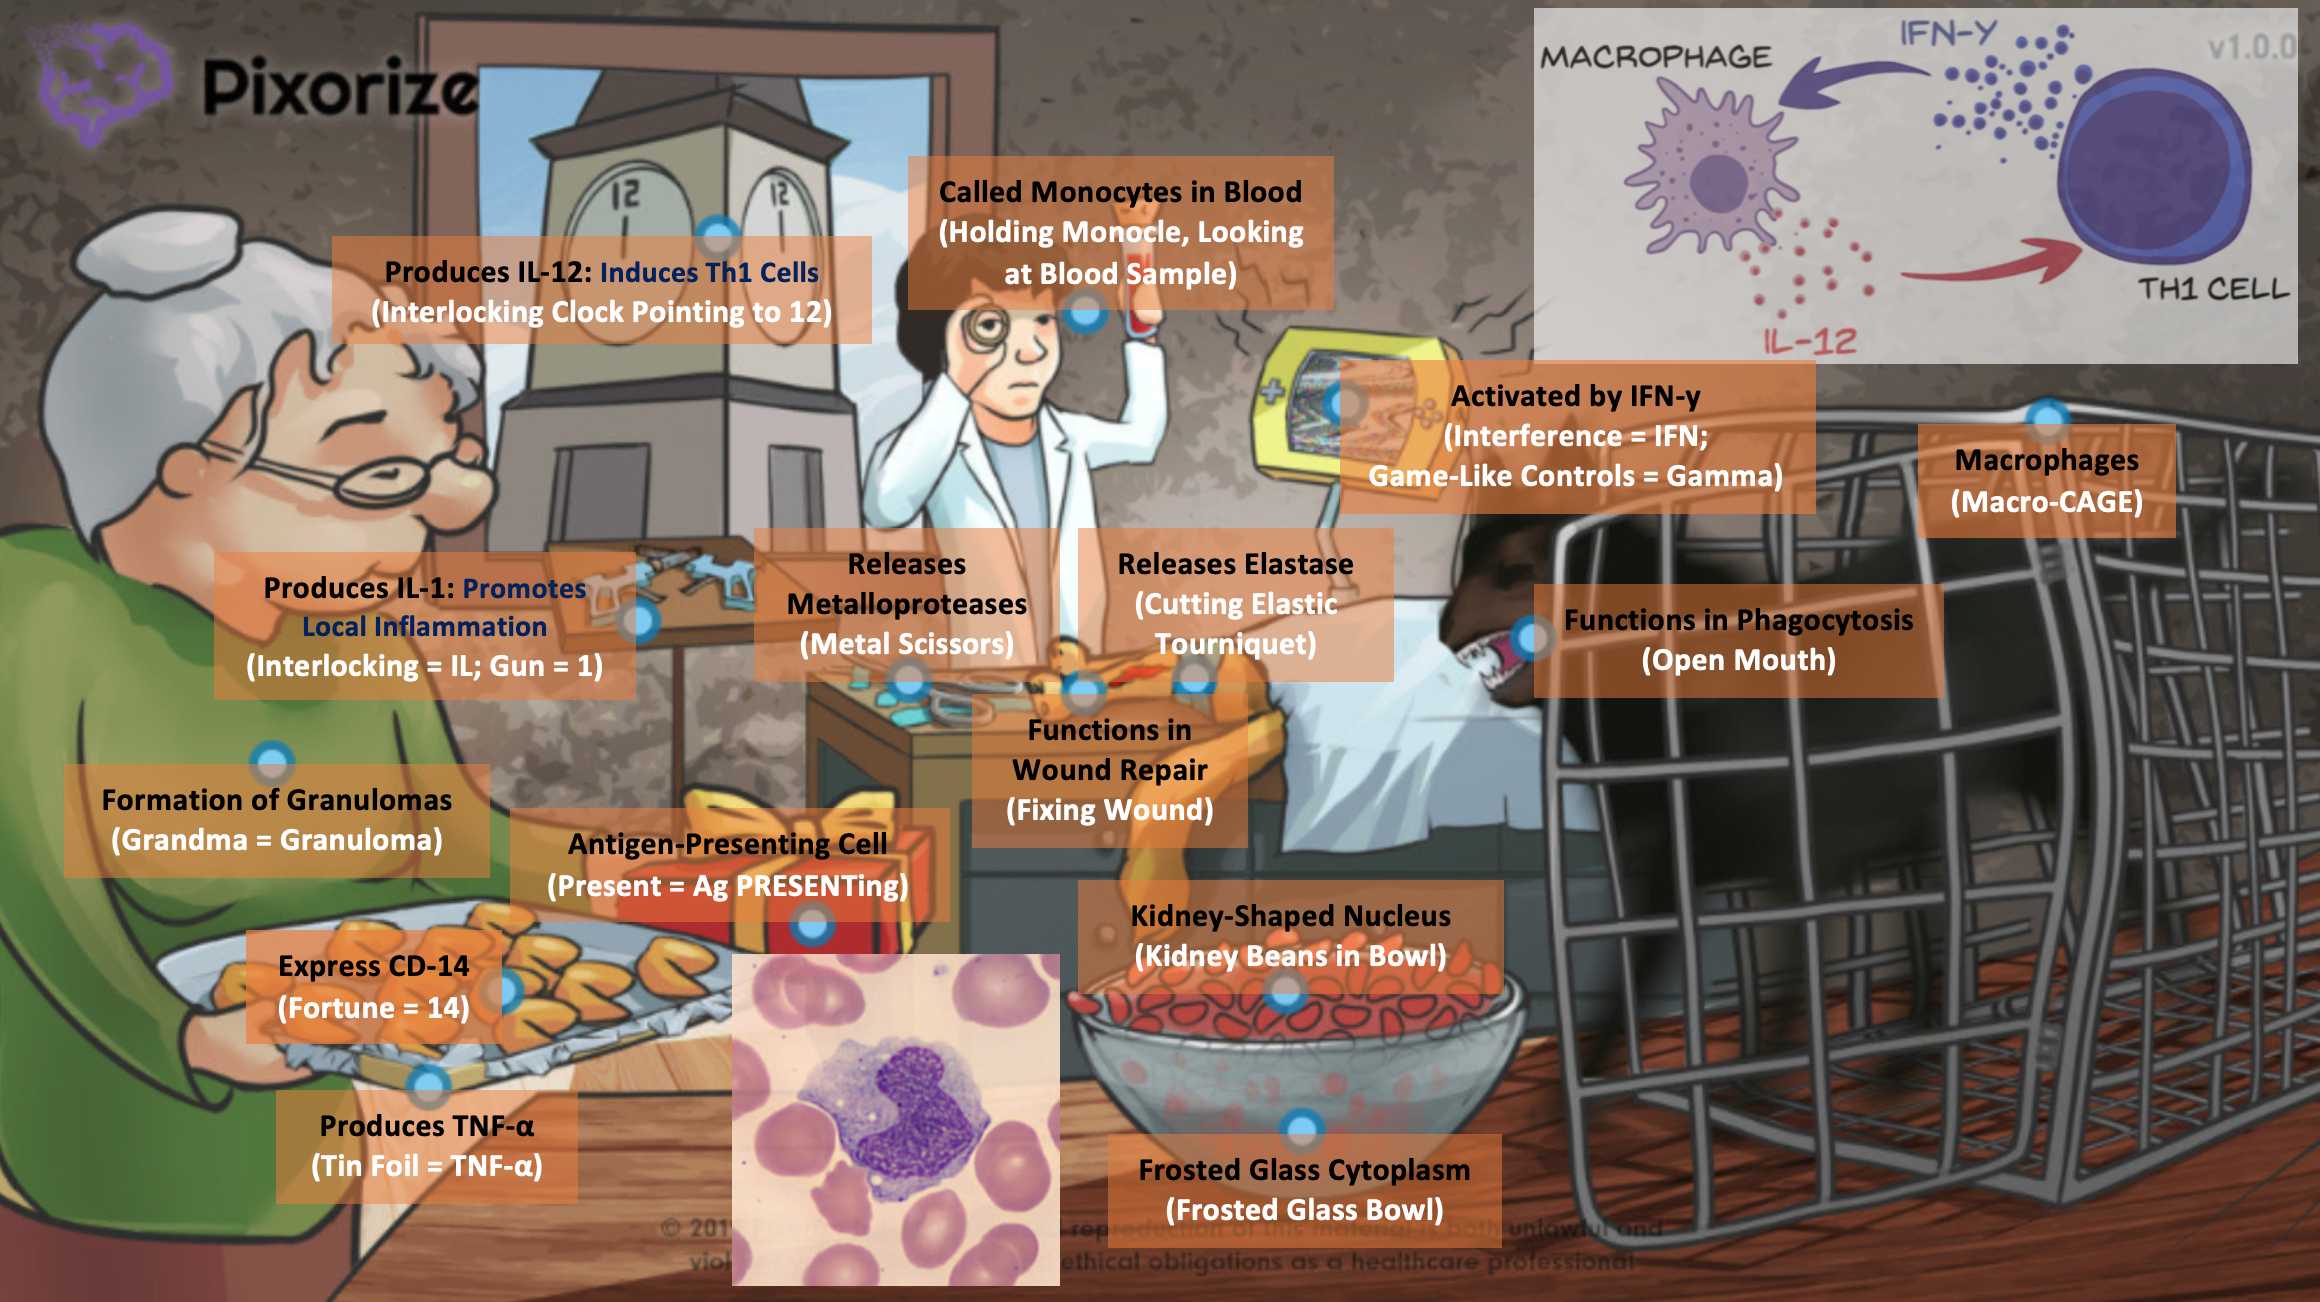 Pixorize
MACROPHAGE
IFN-γ
v1.0.0
12
12
IL-12
TH1 CELL
Called Monocytes in Blood
(Holding Monocle, Looking
at Blood Sample)
Produces IL-12: Induces Th1 Cells
(Interlocking Clock Pointing to 12)
Activated by IFN-y
(Interference = IFN;
Game-Like Controls = Gamma)
Macrophages
(Macro-CAGE)
Produces IL-1: Promotes
Local Inflammation
(Interlocking = IL; Gun = 1)
Releases
Metalloproteases
(Metal Scissors)
Releases Elastase
(Cutting Elastic
Tourniquet)
Functions in Phagocytosis
(Open Mouth)
Functions in
Wound Repair
(Fixing Wound)
Formation of Granulomas
(Grandma = Granuloma)
Antigen-Presenting Cell
(Present = Ag PRESENTing)
Express CD-14
(Fortune = 14)
Kidney-Shaped Nucleus
(Kidney Beans in Bowl)
Produces TNF-α
(Tin Foil = TNF-α)
Frosted Glass Cytoplasm
(Frosted Glass Bowl)
© 201 reproduction of this material is both unlawful and
ethical obligations as a healthcare professional